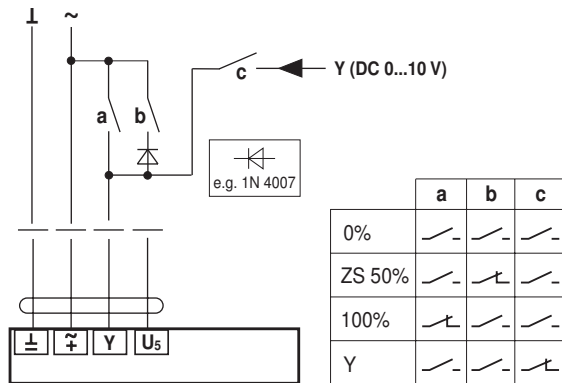 ⊥ ~
c Y (DC 0...10 V)
a b
e.g. 1N 4007
a b c
0%
ZS 50%
100%
Y
⊥ ~+ Y U5